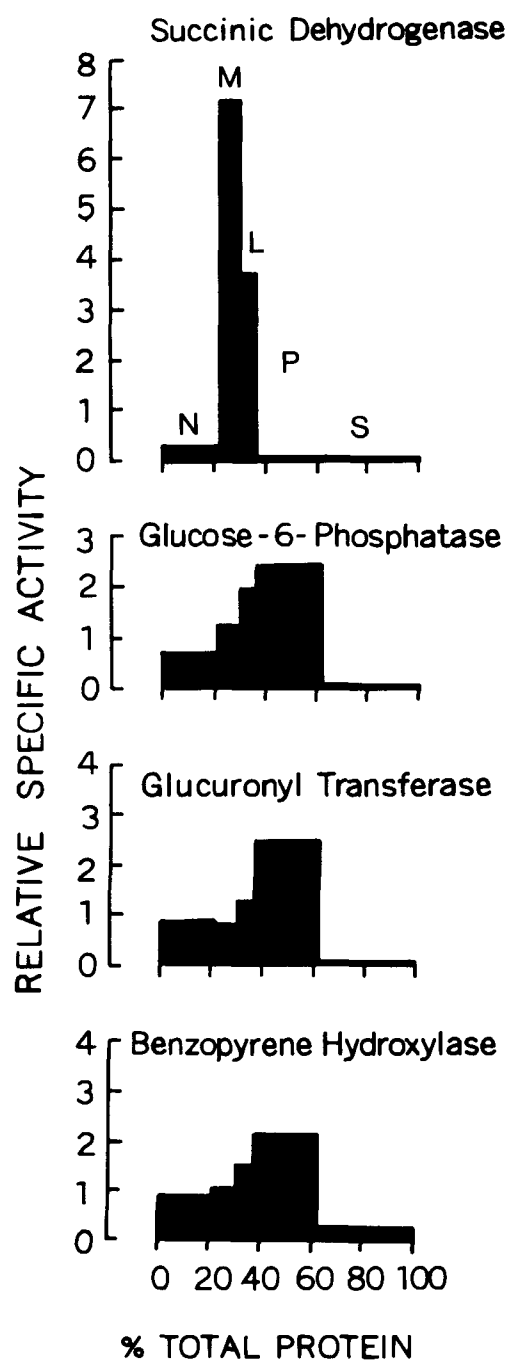 Succinic Dehydrogenase
8
7
6
5
4
3
2
1
0
M
L
P
N
S
RELATIVE SPECIFIC ACTIVITY
Glucose-6-Phosphatase
3
2
1
0
Glucuronyl Transferase
4
3
2
1
0
Benzopyrene Hydroxylase
4
3
2
1
0
0 20 40 60 80 100
% TOTAL PROTEIN